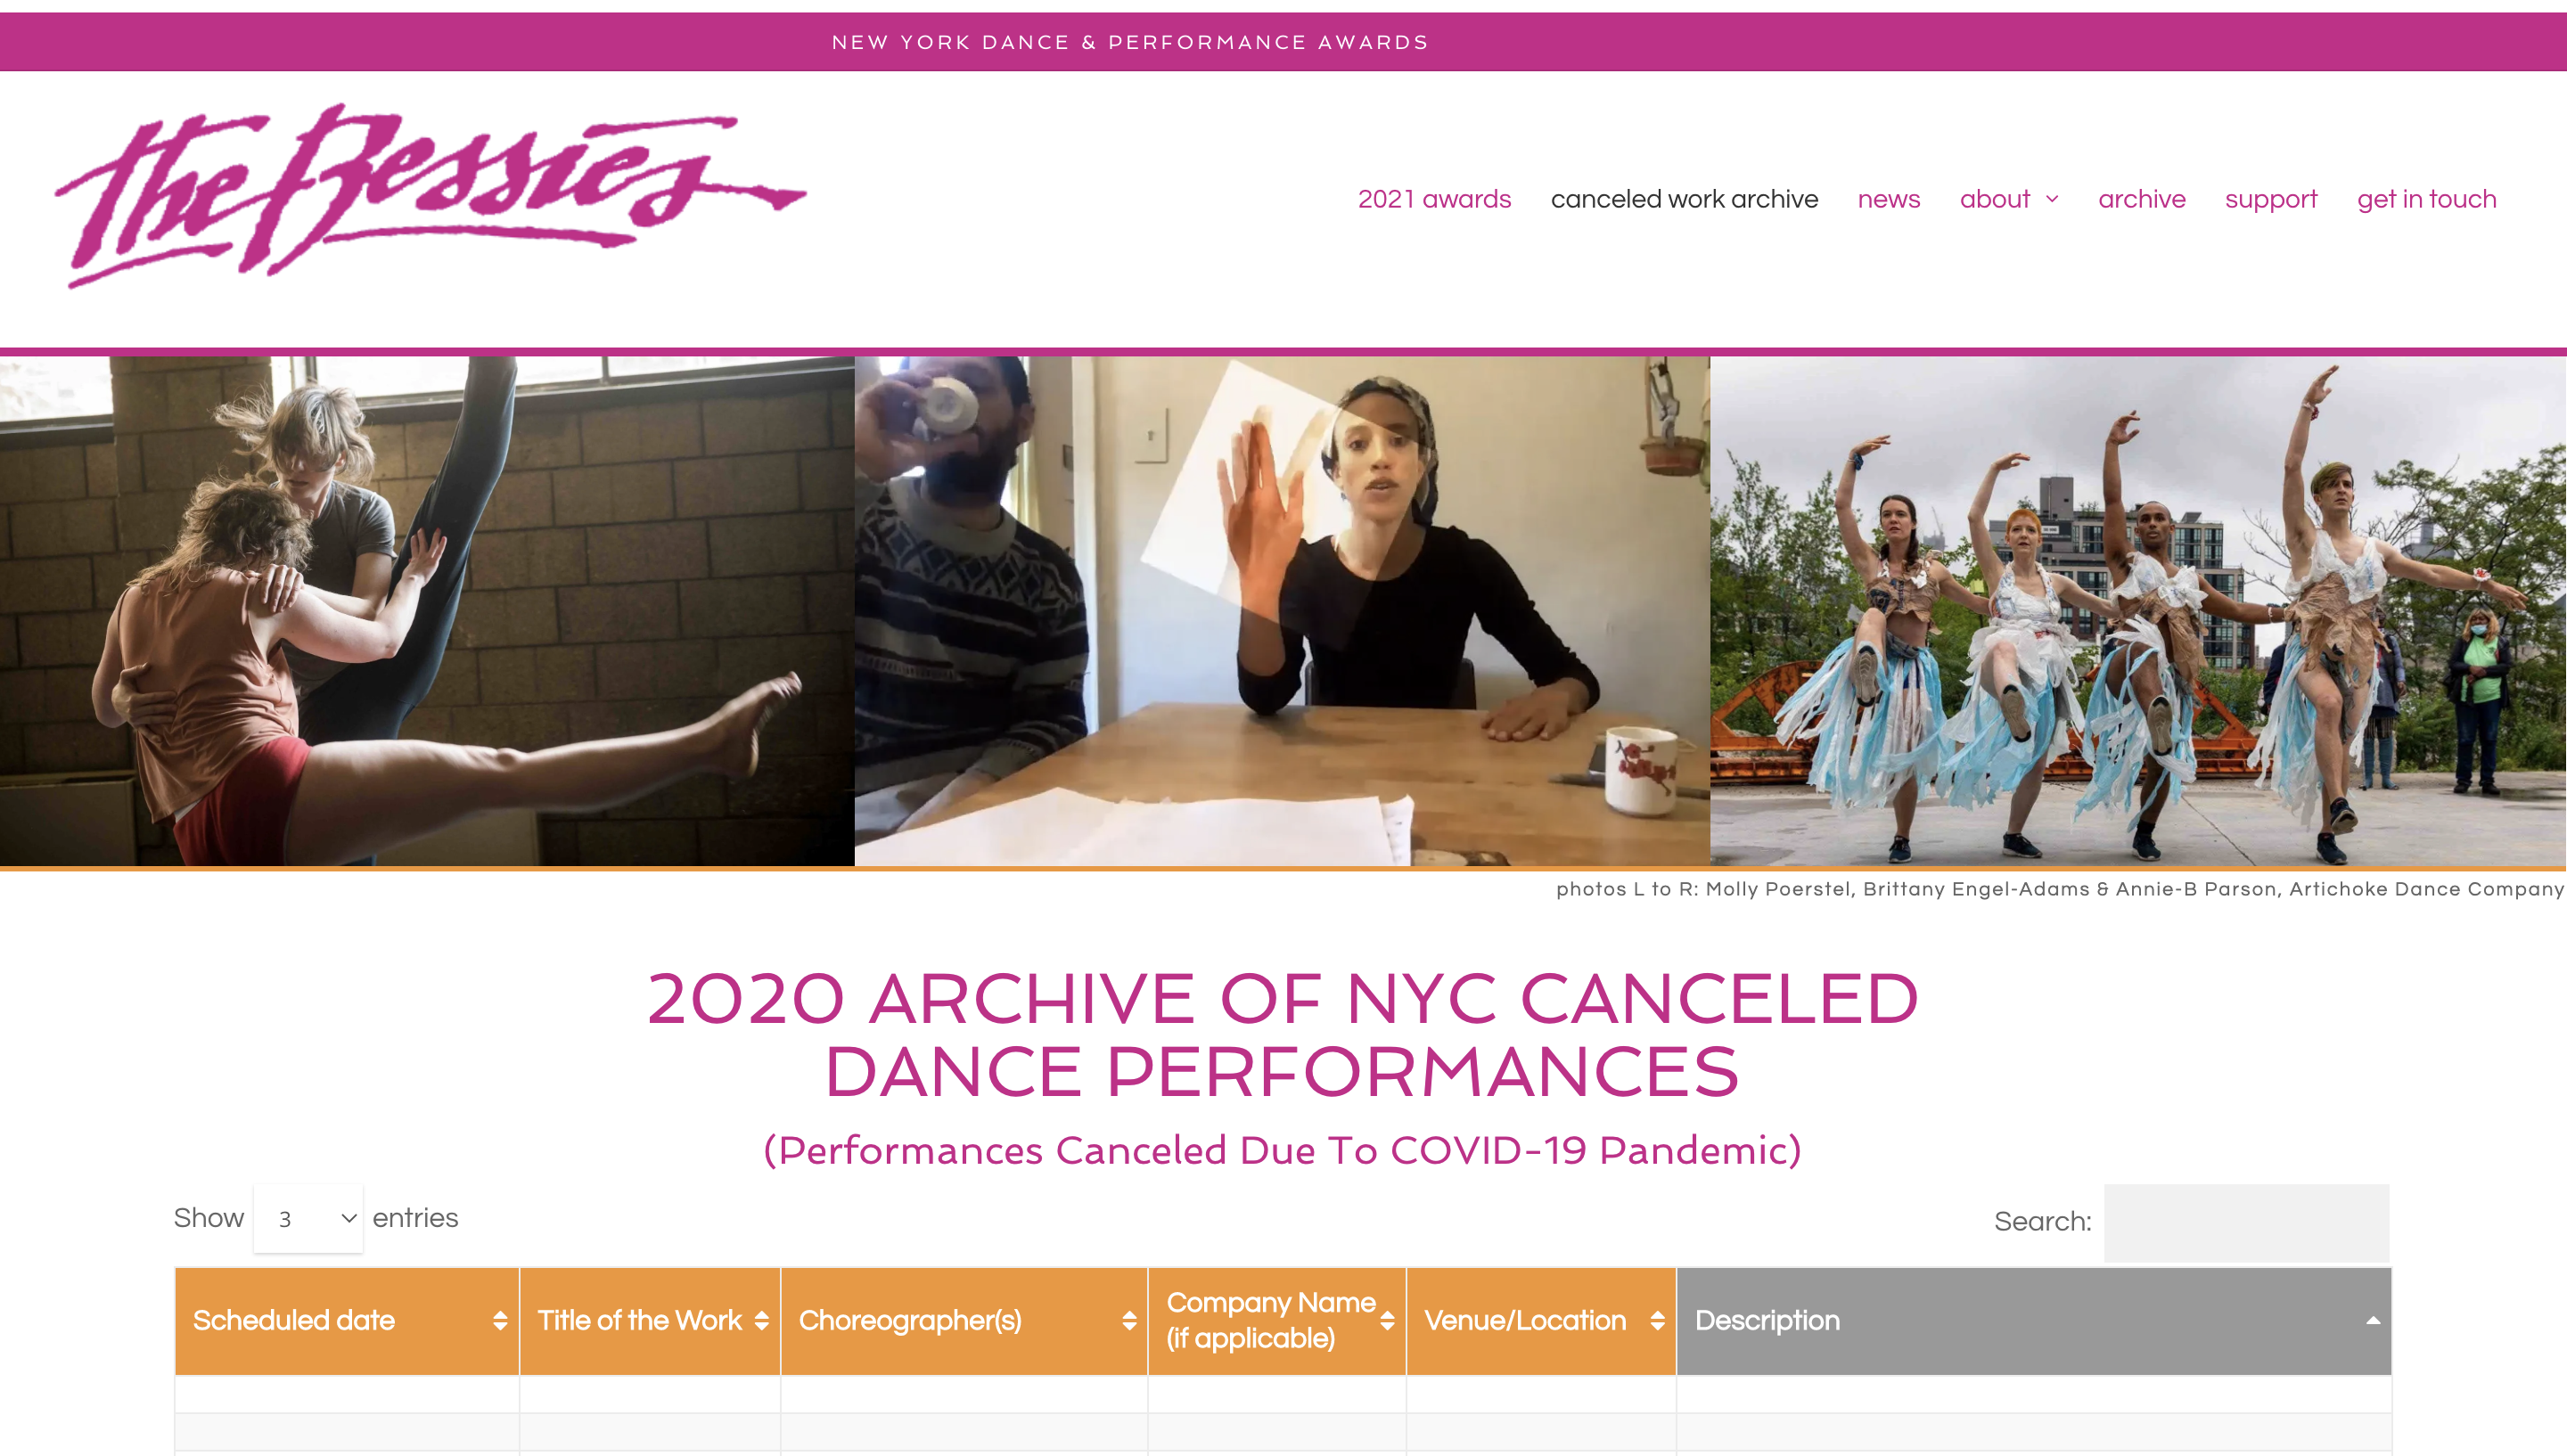 NEW YORK DANCE & PERFORMANCE AWARDS
the Bessies
2021 awards canceled work archive news about archive support get in touch
photos L to R: Molly Poerstel, Brittany Engel-Adams & Annie-B Parson, Artichoke Dance Company
2020 ARCHIVE OF NYC CANCELED
DANCE PERFORMANCES
(Performances Canceled Due To COVID-19 Pandemic)
Show 3 entries
Search:
Scheduled date
Title of the Work
Choreographer(s)
Company Name
(if applicable)
Venue/Location
Description